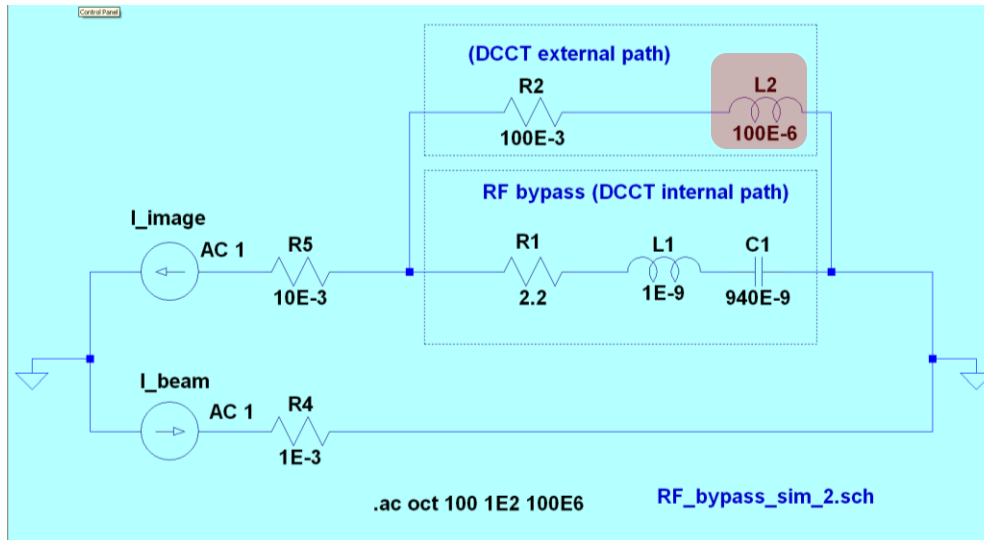 Control Panel
(DCCT external path)
R2
L2
100E-3
100E-6
RF bypass (DCCT internal path)
I_image
AC 1
R5
R1
L1
C1
10E-3
2.2
1E-9
940E-9
I_beam
AC 1
R4
1E-3
.ac oct 100 1E2 100E6
RF_bypass_sim_2.sch